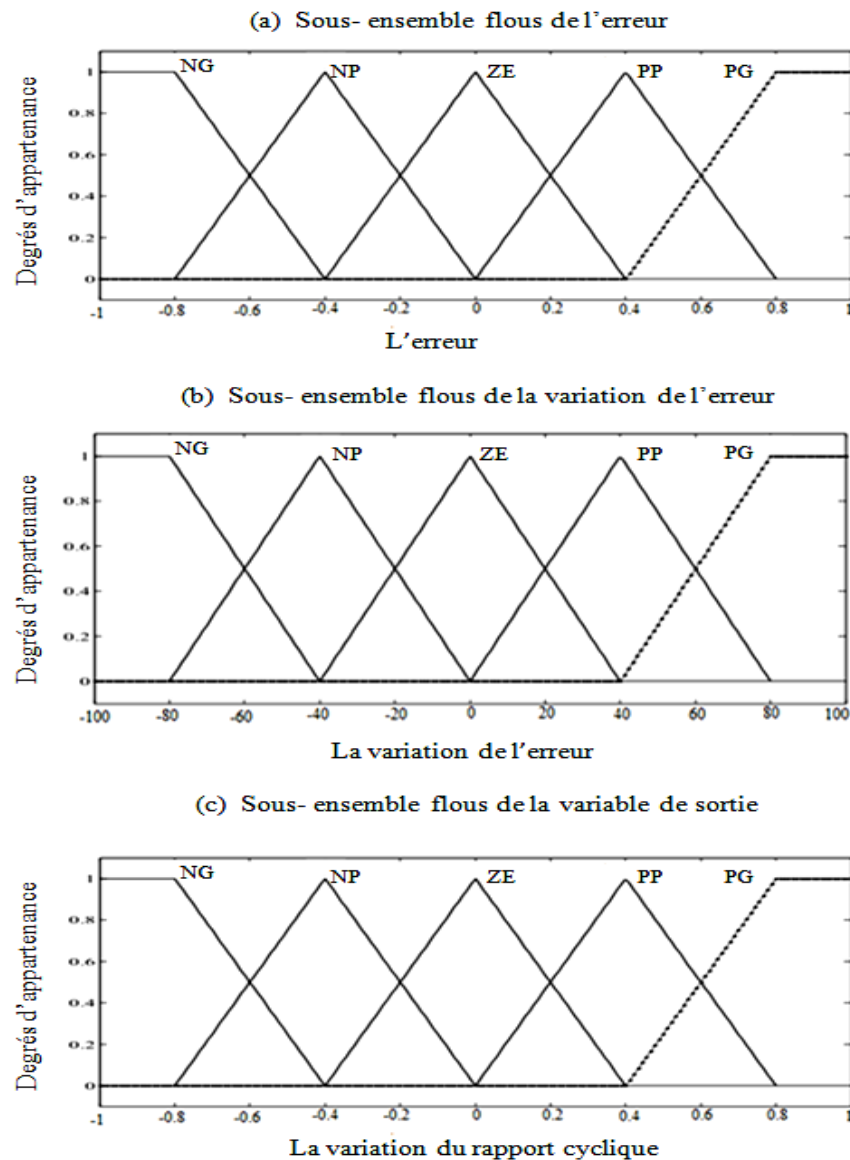 (a) Sous- ensemble flous de l'erreur
NG NP ZE PP PG
Degrés d'appartenance
1
0.8
0.6
0.4
0.2
0
-1 -0.8 -0.6 -0.4 -0.2 0 0.2 0.4 0.6 0.8 1
L'erreur
(b) Sous- ensemble flous de la variation de l'erreur
NG NP ZE PP PG
Degrés d'appartenance
1
0.8
0.6
0.4
0.2
0
-100 -80 -60 -40 -20 0 20 40 60 80 100
La variation de l'erreur
(c) Sous- ensemble flous de la variable de sortie
NG NP ZE PP PG
Degrés d'appartenance
1
0.8
0.6
0.4
0.2
0
-1 -0.8 -0.6 -0.4 -0.2 0 0.2 0.4 0.6 0.8 1
La variation du rapport cyclique